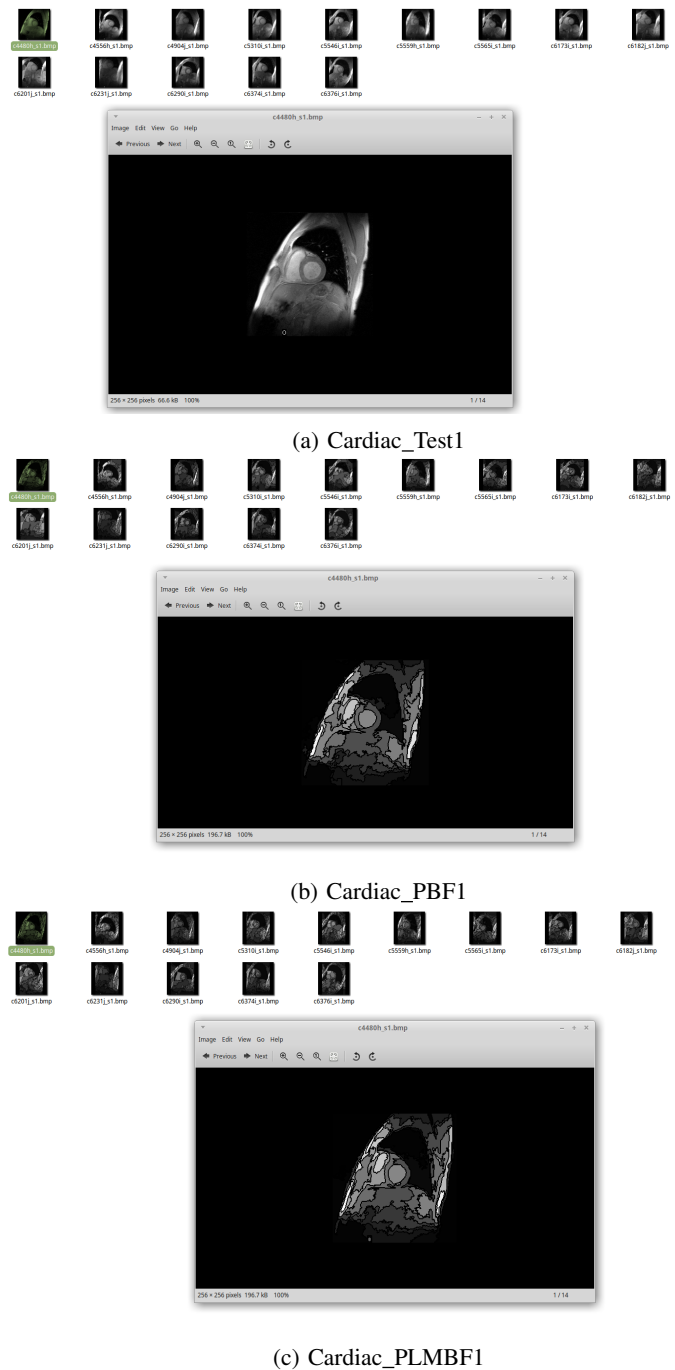 c4480h_s1.bmp c4556h_s1.bmp c4904j_s1.bmp c5310i_s1.bmp c5546i_s1.bmp c5559h_s1.bmp c5565i_s1.bmp c6173i_s1.bmp c6182j_s1.bmp
c6201j_s1.bmp c6231j_s1.bmp c6290i_s1.bmp c6374i_s1.bmp c6376i_s1.bmp
c4480h_s1.bmp
Image Edit View Go Help
Previous Next
256 × 256 pixels 66.6 kB 100% 1 / 14
(a) Cardiac_Test1
c4480h_s1.bmp c4556h_s1.bmp c4904j_s1.bmp c5310i_s1.bmp c5546i_s1.bmp c5559h_s1.bmp c5565i_s1.bmp c6173i_s1.bmp c6182j_s1.bmp
c6201j_s1.bmp c6231j_s1.bmp c6290i_s1.bmp c6374i_s1.bmp c6376i_s1.bmp
c4480h_s1.bmp
Image Edit View Go Help
Previous Next
256 × 256 pixels 196.7 kB 100% 1 / 14
(b) Cardiac_PBF1
c4480h_s1.bmp c4556h_s1.bmp c4904j_s1.bmp c5310i_s1.bmp c5546i_s1.bmp c5559h_s1.bmp c5565i_s1.bmp c6173i_s1.bmp c6182j_s1.bmp
c6201j_s1.bmp c6231j_s1.bmp c6290i_s1.bmp c6374i_s1.bmp c6376i_s1.bmp
c4480h_s1.bmp
Image Edit View Go Help
Previous Next
256 × 256 pixels 196.7 kB 100% 1 / 14
(c) Cardiac_PLMBF1